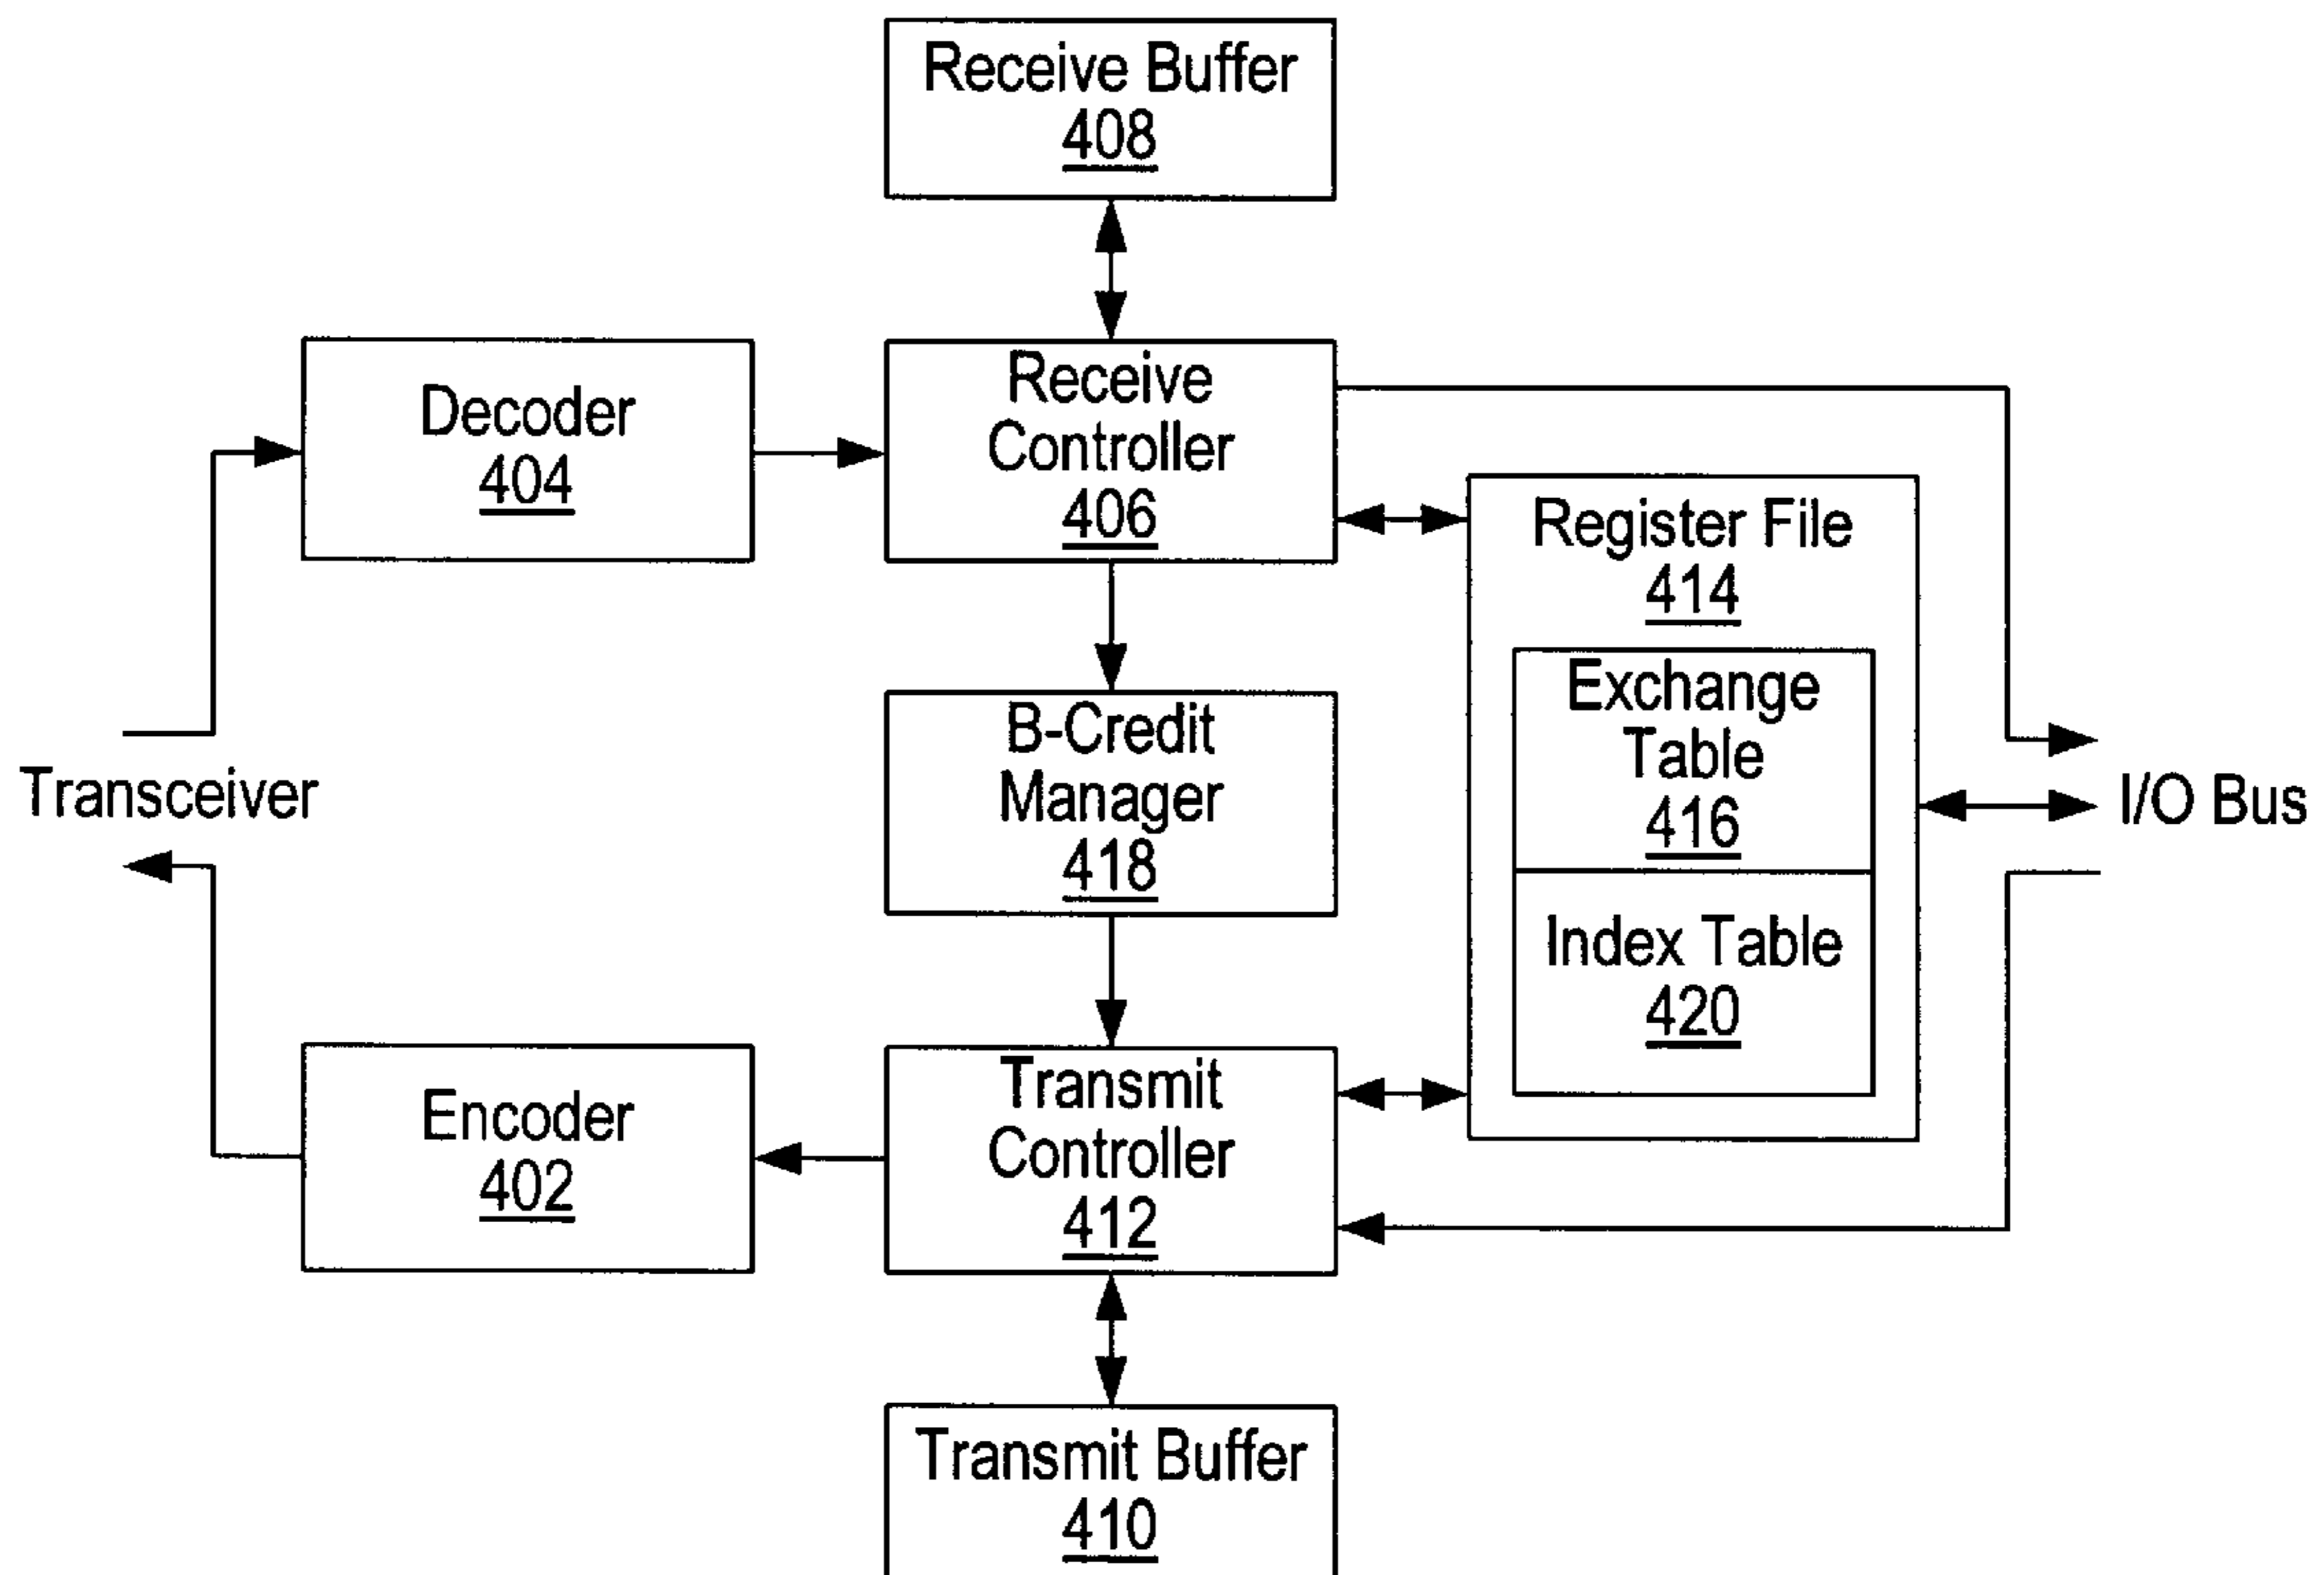 Receive Buffer
408
Decoder
404
Receive
Controller
406
Register File
414
Exchange
Table
416
Index Table
420
B-Credit
Manager
418
Transceiver
I/O Bus
Encoder
402
Transmit
Controller
412
Transmit Buffer
410